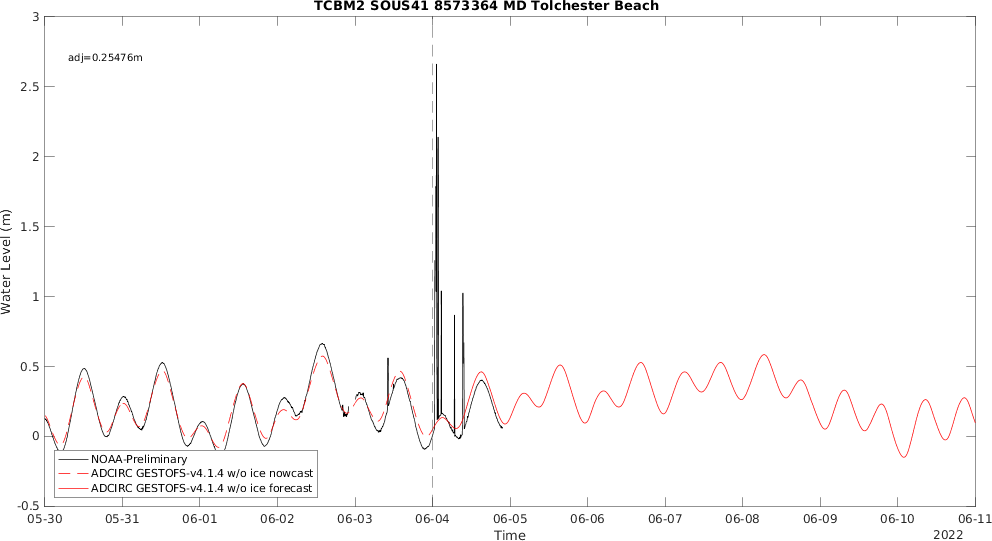 TCBM2 SOUS41 8573364 MD Tolchester Beach
adj=0.25476m
3
2.5
2
1.5
1
0.5
0
-0.5
Water Level (m)
NOAA-Preliminary
ADCIRC GESTOFS-v4.1.4 w/o ice nowcast
ADCIRC GESTOFS-v4.1.4 w/o ice forecast
05-30 05-31 06-01 06-02 06-03 06-04 06-05 06-06 06-07 06-08 06-09 06-10 06-11
Time
2022